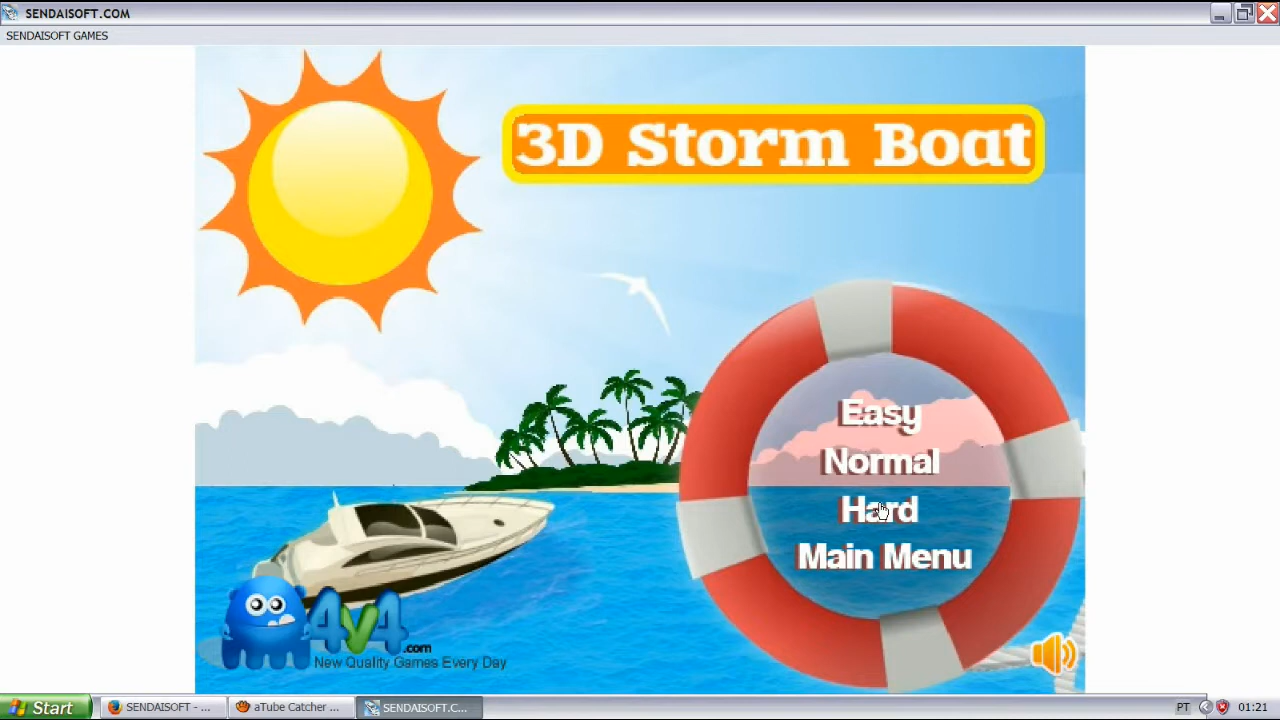 SENDAISOFT.COM
SENDAISOFT GAMES
3D Storm Boat
Easy
Normal
Hard
Main Menu
4v4.com
New Quality Games Every Day
Start
SENDAISOFT - ...
aTube Catcher ...
SENDAISOFT.C...
PT
01:21